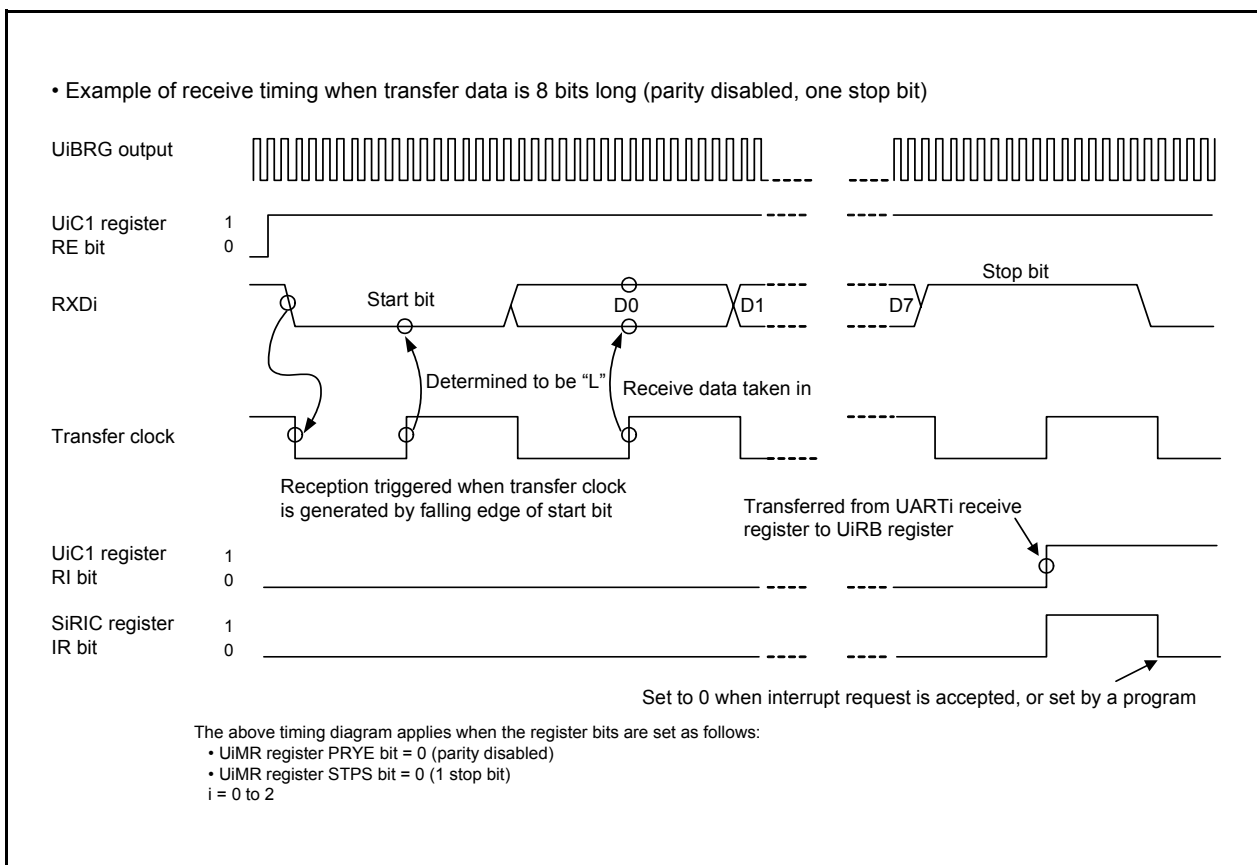 • Example of receive timing when transfer data is 8 bits long (parity disabled, one stop bit)
UiBRG output
UiC1 register
RE bit
1
0
RXDi
Start bit
D0
D1
D7
Stop bit
Determined to be “L”
Receive data taken in
Transfer clock
Reception triggered when transfer clock
is generated by falling edge of start bit
Transferred from UARTi receive
register to UiRB register
UiC1 register
RI bit
1
0
SiRIC register
IR bit
1
0
Set to 0 when interrupt request is accepted, or set by a program
The above timing diagram applies when the register bits are set as follows:
• UiMR register PRYE bit = 0 (parity disabled)
• UiMR register STPS bit = 0 (1 stop bit)
i = 0 to 2